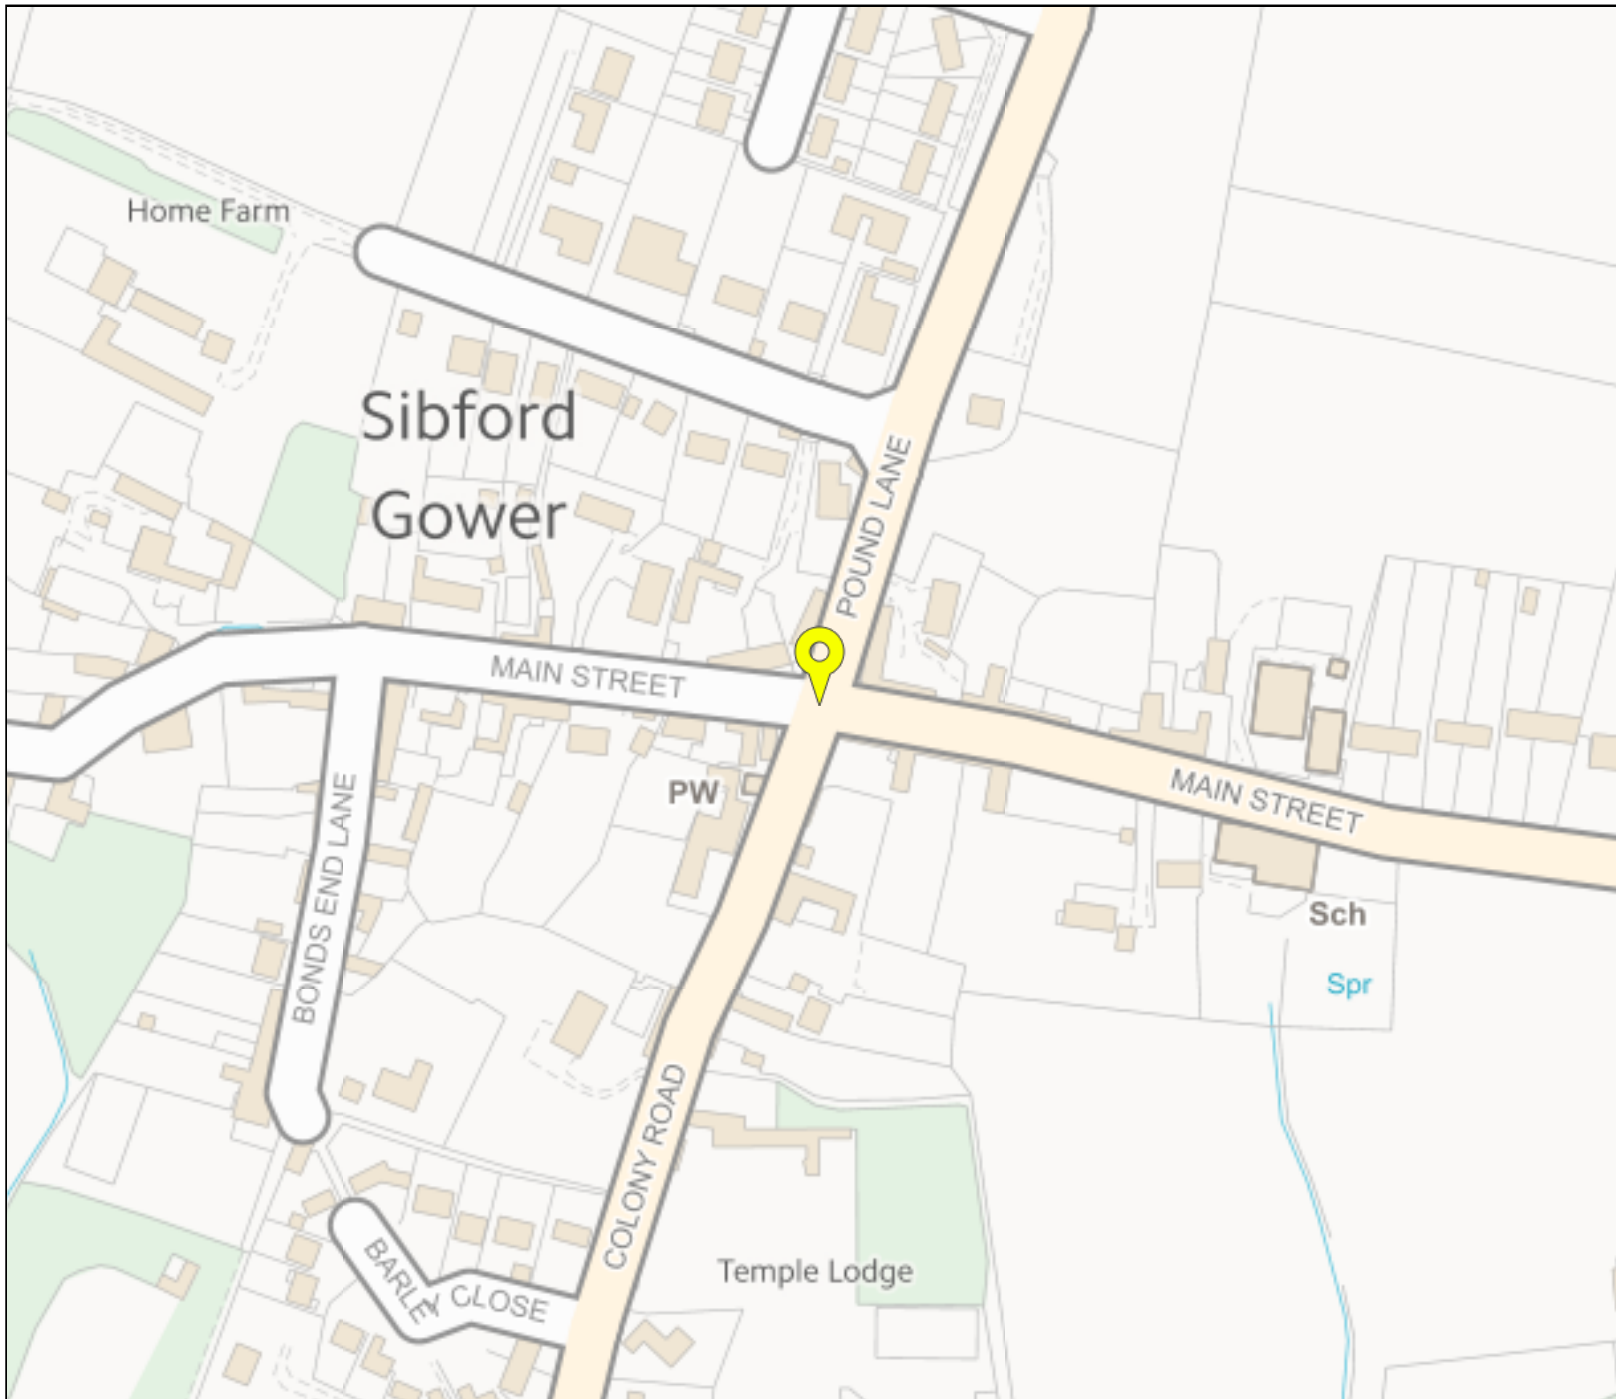 Home Farm
Sibford
Gower
POUND LANE
MAIN STREET
MAIN STREET
PW
BONDS END LANE
Sch
Spr
COLONY ROAD
Temple Lodge
BARLEY CLOSE